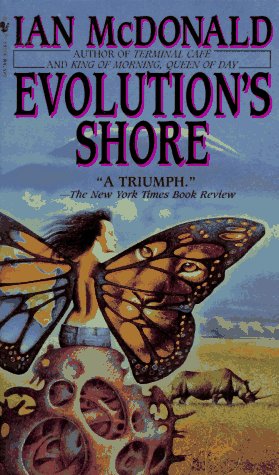 IAN McDONALD
AUTHOR OF TERMINAL CAFE
AND KING OF MORNING, QUEEN OF DAY
EVOLUTION'S
SHORE
"A TRIUMPH."
—The New York Times Book Review